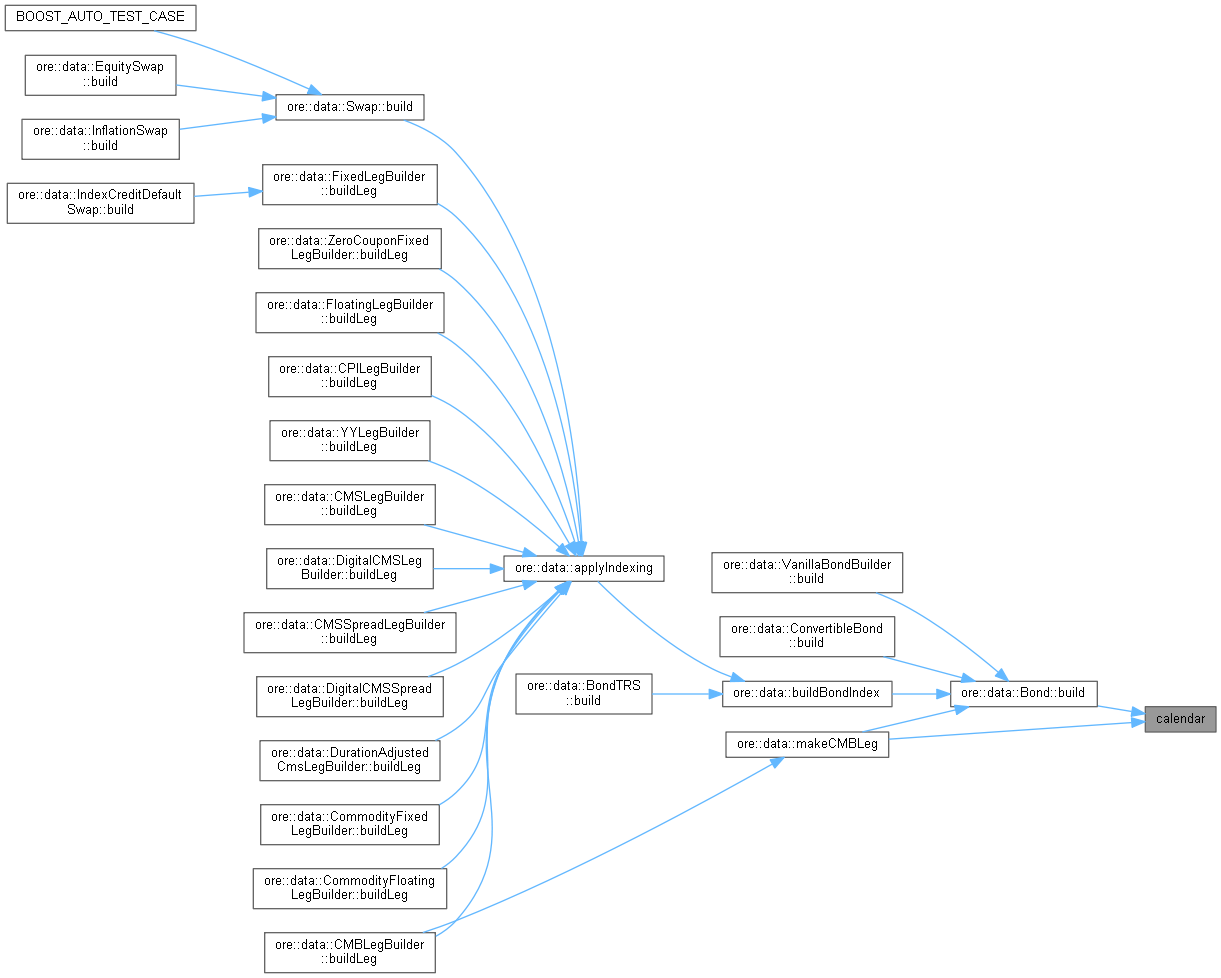 BOOST_AUTO_TEST_CASE
ore::data::EquitySwap
::build
ore::data::InflationSwap
::build
ore::data::IndexCreditDefault
Swap::build
ore::data::Swap::build
ore::data::FixedLegBuilder
::buildLeg
ore::data::ZeroCouponFixed
LegBuilder::buildLeg
ore::data::FloatingLegBuilder
::buildLeg
ore::data::CPILegBuilder
::buildLeg
ore::data::YYLegBuilder
::buildLeg
ore::data::CMSLegBuilder
::buildLeg
ore::data::DigitalCMSLeg
Builder::buildLeg
ore::data::CMSSpreadLegBuilder
::buildLeg
ore::data::DigitalCMSSpread
LegBuilder::buildLeg
ore::data::DurationAdjusted
CmsLegBuilder::buildLeg
ore::data::CommodityFixed
LegBuilder::buildLeg
ore::data::CommodityFloating
LegBuilder::buildLeg
ore::data::CMBLegBuilder
::buildLeg
ore::data::applyIndexing
ore::data::BondTRS
::build
ore::data::VanillaBondBuilder
::build
ore::data::ConvertibleBond
::build
ore::data::buildBondIndex
ore::data::makeCMBLeg
ore::data::Bond::build
calendar